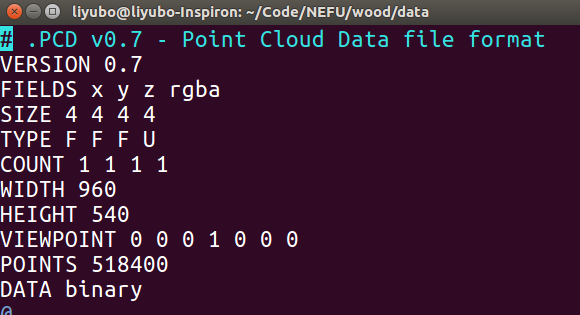 liyubo@liyubo-Inspiron: ~/Code/NEFU/wood/data
# .PCD v0.7 - Point Cloud Data file format
VERSION 0.7
FIELDS x y z rgba
SIZE 4 4 4 4
TYPE F F F U
COUNT 1 1 1 1
WIDTH 960
HEIGHT 540
VIEWPOINT 0 0 0 1 0 0 0
POINTS 518400
DATA binary